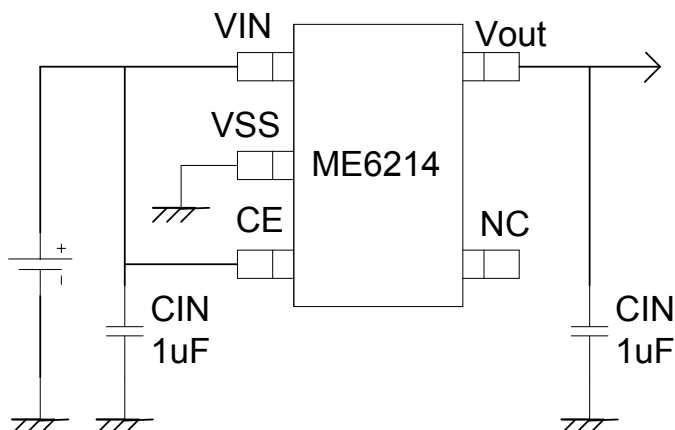 VIN
Vout
VSS
ME6214
CE
NC
+
-
CIN
1uF
CIN
1uF